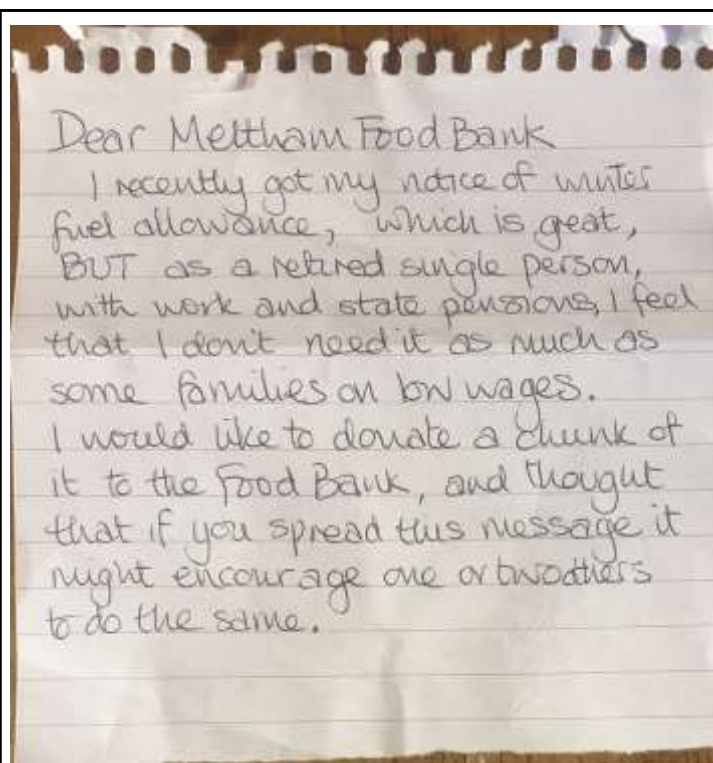 Dear Meltham Food Bank
I recently got my notice of winter
fuel allowance, which is great,
BUT as a retired single person,
with work and state pensions, I feel
that I don't need it as much as
some families on low wages.
I would like to donate a chunk of
it to the Food Bank, and thought
that if you spread this message it
might encourage one or two others
to do the same.